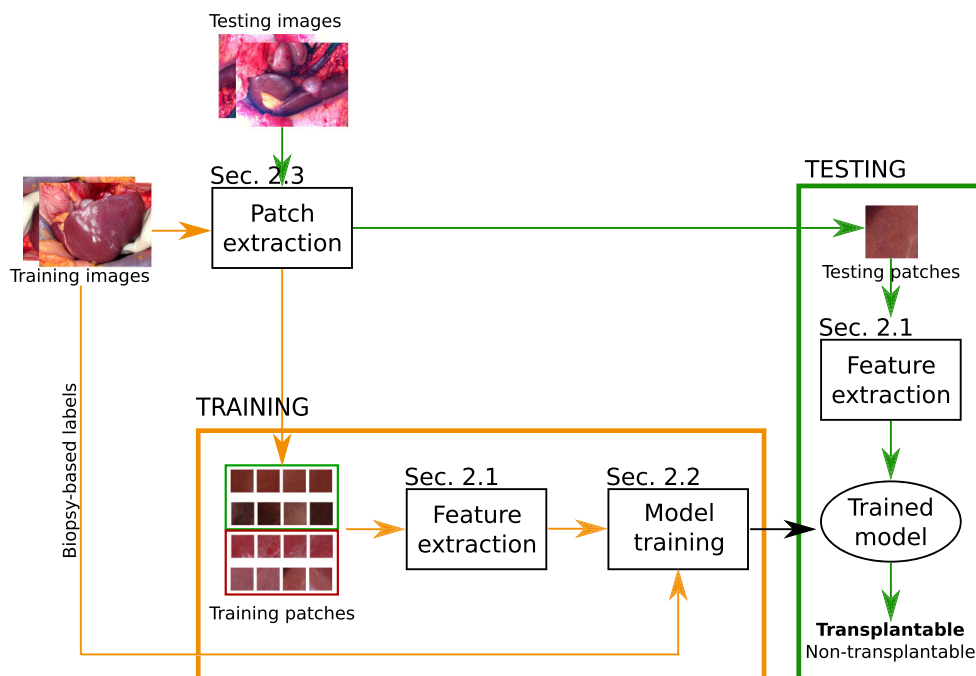 Testing images
Sec. 2.3
Patch
extraction
Training images
TESTING
Testing patches
Sec. 2.1
Feature
extraction
Biopsy-based labels
TRAINING
Training patches
Sec. 2.1
Feature
extraction
Sec. 2.2
Model
training
Trained
model
Transplantable
Non-transplantable